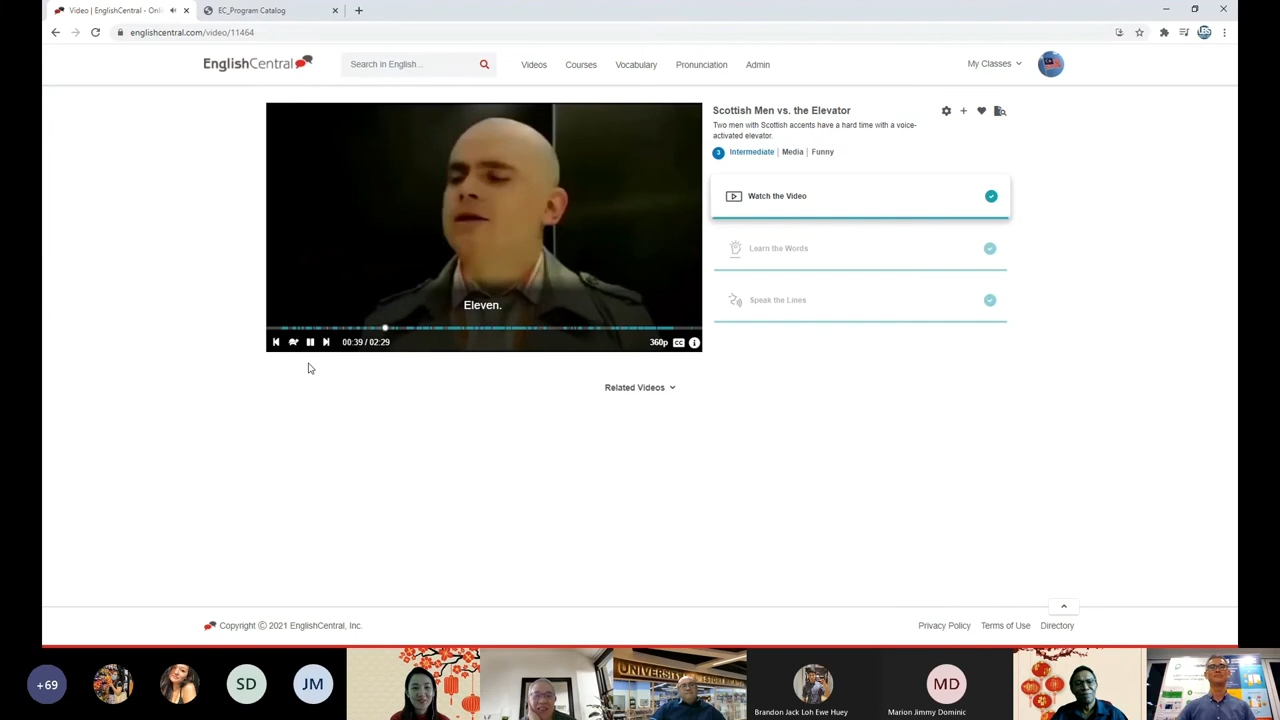 Video | EnglishCentral - Onli
EC_Program Catalog
englishcentral.com/video/11464
EnglishCentral
Search in English...
Videos
Courses
Vocabulary
Pronunciation
Admin
My Classes
Scottish Men vs. the Elevator
Two men with Scottish accents have a hard time with a voice-
activated elevator.
3 Intermediate | Media | Funny
Watch the Video
Learn the Words
Speak the Lines
Eleven.
00:39 / 02:29
360p
CC
Related Videos
Copyright © 2021 EnglishCentral, Inc.
Privacy Policy
Terms of Use
Directory
+69
SD
JM
UNIVERSITY
Brandon Jack Loh Ewe Huey
MD
Marion Jimmy Dominic